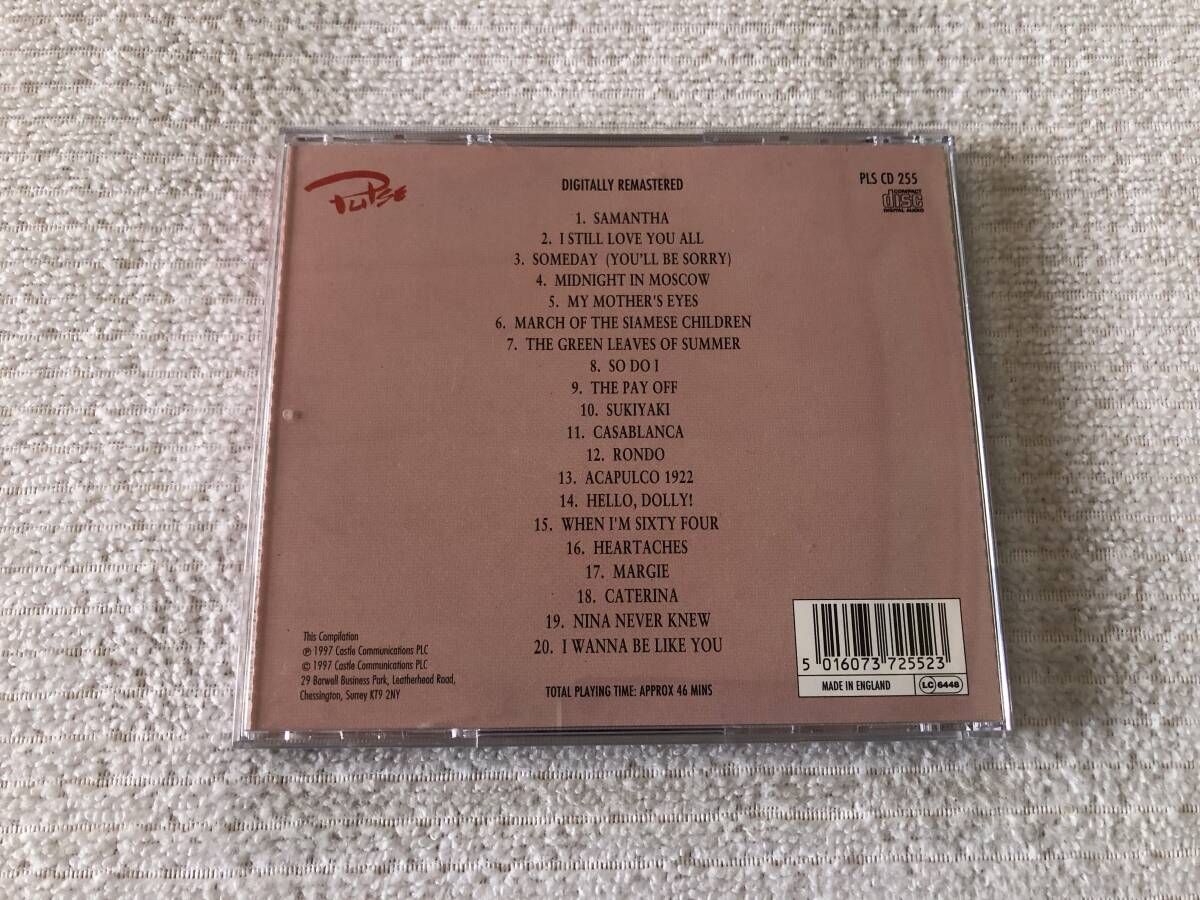 Pulse
DIGITALLY REMASTERED
PLS CD 255
COMPACT
disc
DIGITAL AUDIO
1. SAMANTHA
2. I STILL LOVE YOU ALL
3. SOMEDAY (YOU'LL BE SORRY)
4. MIDNIGHT IN MOSCOW
5. MY MOTHER'S EYES
6. MARCH OF THE SIAMESE CHILDREN
7. THE GREEN LEAVES OF SUMMER
8. SO DO I
9. THE PAY OFF
10. SUKIYAKI
11. CASABLANCA
12. RONDO
13. ACAPULCO 1922
14. HELLO, DOLLY!
15. WHEN I'M SIXTY FOUR
16. HEARTACHES
17. MARGIE
18. CATERINA
19. NINA NEVER KNEW
20. I WANNA BE LIKE YOU
TOTAL PLAYING TIME: APPROX 46 MINS
This Compilation
℗ 1997 Castle Communications PLC
© 1997 Castle Communications PLC
29 Barwell Business Park, Leatherhead Road,
Chessington, Surrey KT9 2NY
5 016073 725523
MADE IN ENGLAND
LC 6448